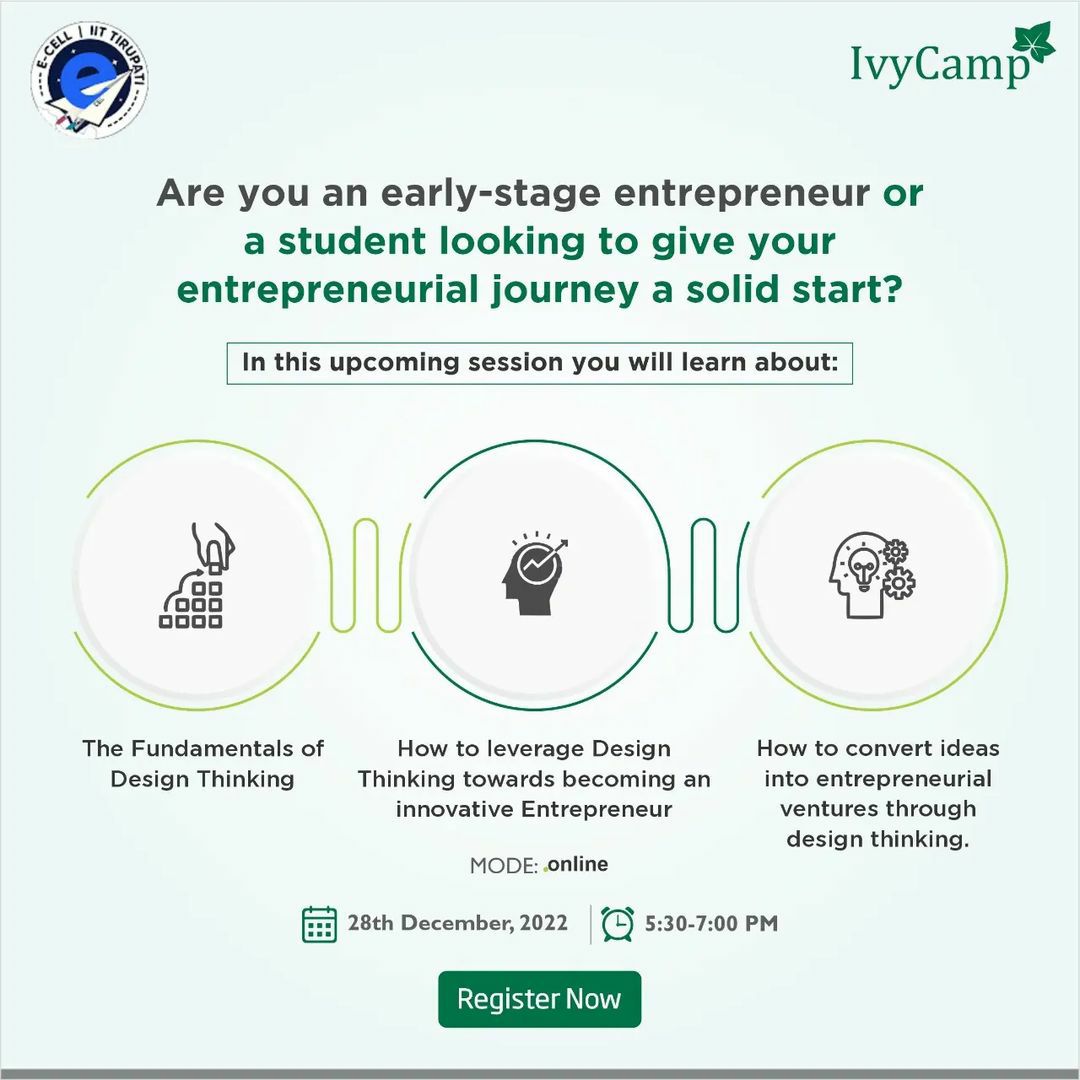 E-CELL | IIT TIRUPATI
e
CELL
IvyCamp
Are you an early-stage entrepreneur or
a student looking to give your
entrepreneurial journey a solid start?
In this upcoming session you will learn about:
The Fundamentals of
Design Thinking
How to leverage Design
Thinking towards becoming an
innovative Entrepreneur
How to convert ideas
into entrepreneurial
ventures through
design thinking.
MODE: .online
28th December, 2022
5:30-7:00 PM
Register Now